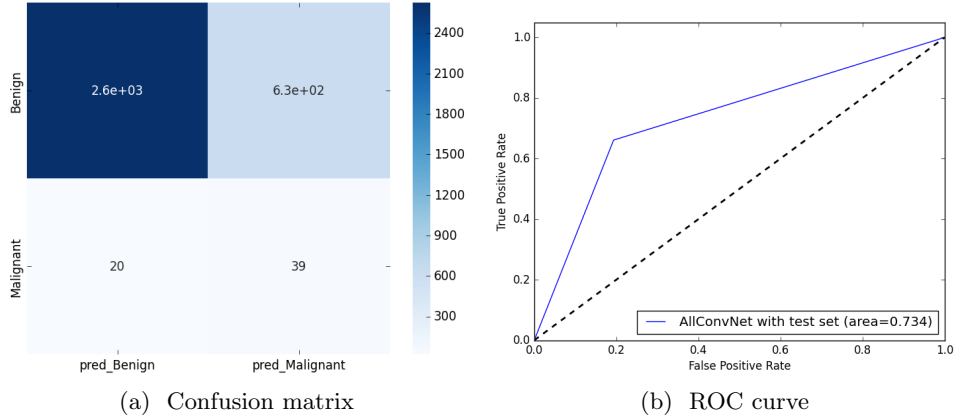 Benign
Malignant
2.6e+03
6.3e+02
20
39
pred_Benign
pred_Malignant
2400
2100
1800
1500
1200
900
600
300
(a) Confusion matrix
True Positive Rate
1.0
0.8
0.6
0.4
0.2
0.0
0.0
0.2
0.4
0.6
0.8
1.0
False Positive Rate
AllConvNet with test set (area=0.734)
(b) ROC curve